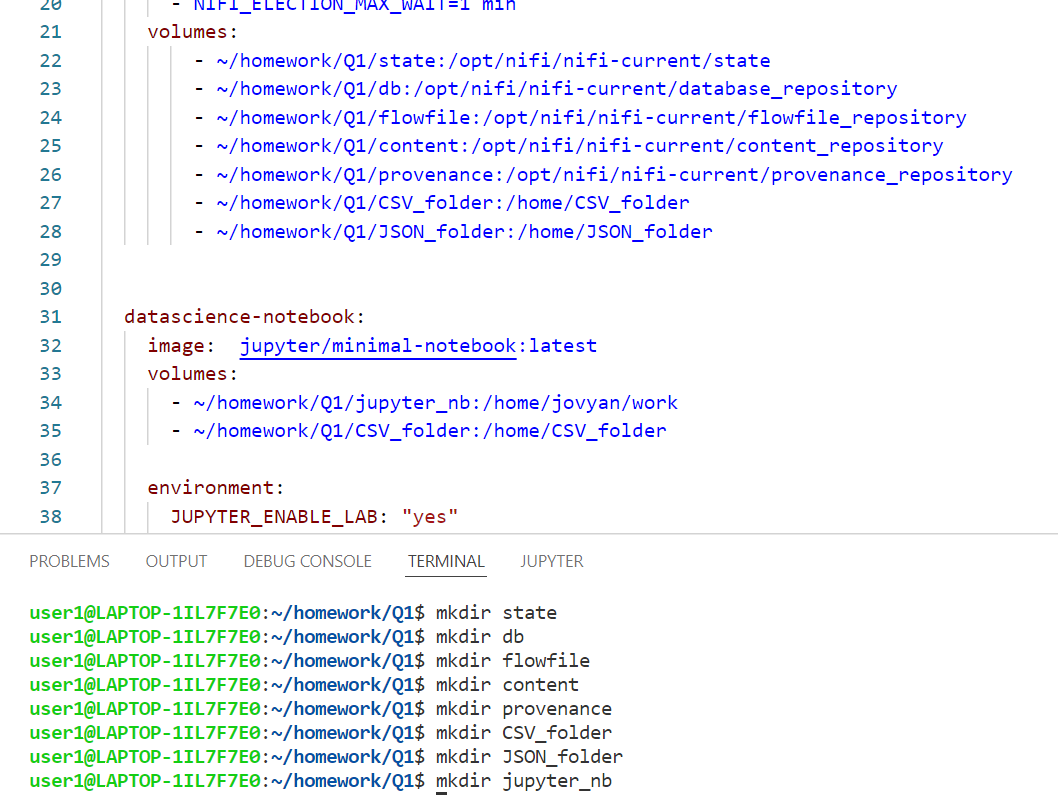 20 - NIFI_ELECTION_MAX_WAIT=1 min
21 volumes:
22 - ~/homework/Q1/state:/opt/nifi/nifi-current/state
23 - ~/homework/Q1/db:/opt/nifi/nifi-current/database_repository
24 - ~/homework/Q1/flowfile:/opt/nifi/nifi-current/flowfile_repository
25 - ~/homework/Q1/content:/opt/nifi/nifi-current/content_repository
26 - ~/homework/Q1/provenance:/opt/nifi/nifi-current/provenance_repository
27 - ~/homework/Q1/CSV_folder:/home/CSV_folder
28 - ~/homework/Q1/JSON_folder:/home/JSON_folder
29
30
31 datascience-notebook:
32 image:  jupyter/minimal-notebook:latest
33 volumes:
34 - ~/homework/Q1/jupyter_nb:/home/jovyan/work
35 - ~/homework/Q1/CSV_folder:/home/CSV_folder
36
37 environment:
38 JUPYTER_ENABLE_LAB: "yes"
PROBLEMS OUTPUT DEBUG CONSOLE TERMINAL JUPYTER
user1@LAPTOP-1IL7F7E0:~/homework/Q1$ mkdir state
user1@LAPTOP-1IL7F7E0:~/homework/Q1$ mkdir db
user1@LAPTOP-1IL7F7E0:~/homework/Q1$ mkdir flowfile
user1@LAPTOP-1IL7F7E0:~/homework/Q1$ mkdir content
user1@LAPTOP-1IL7F7E0:~/homework/Q1$ mkdir provenance
user1@LAPTOP-1IL7F7E0:~/homework/Q1$ mkdir CSV_folder
user1@LAPTOP-1IL7F7E0:~/homework/Q1$ mkdir JSON_folder
user1@LAPTOP-1IL7F7E0:~/homework/Q1$ mkdir jupyter_nb